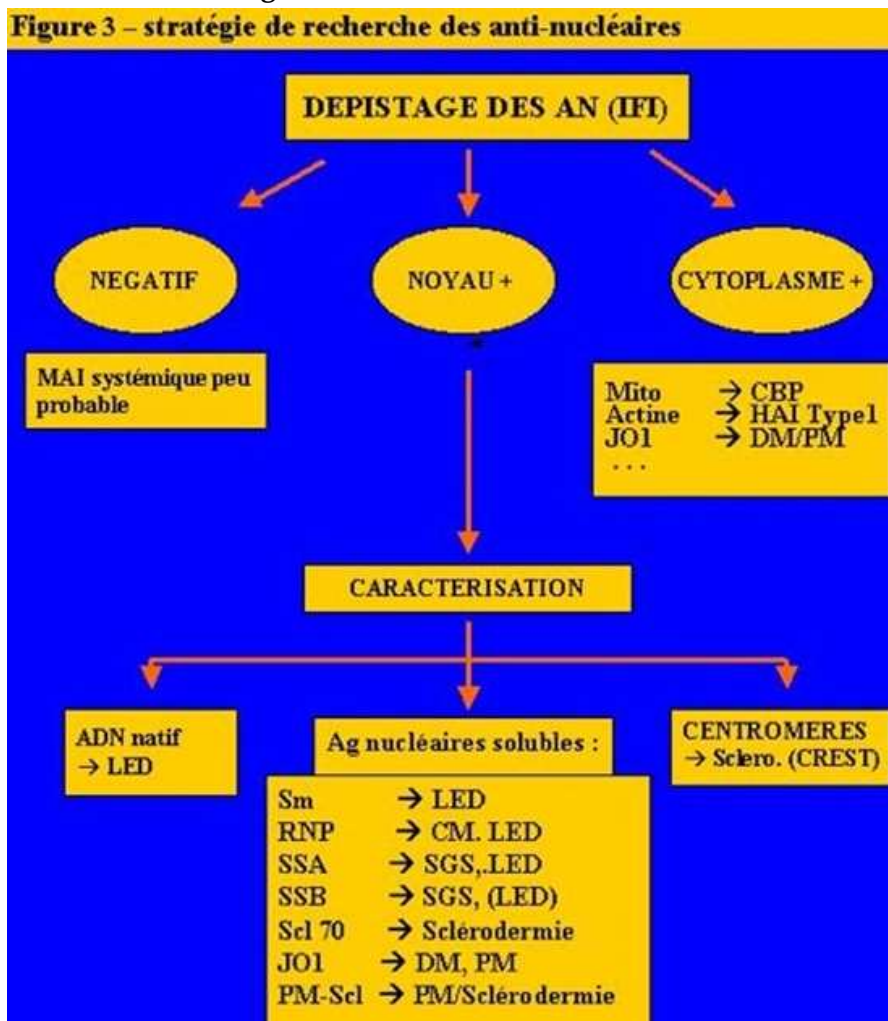 Figure 3 – stratégie de recherche des anti-nucléaires
DEPISTAGE DES AN (IFI)
NEGATIF
NOYAU +
CYTOPLASME +
MAI systémique peu
probable
Mito → CBP
Actine → HAI Type1
JO1 → DM/PM
. . .
CARACTERISATION
ADN natif
→ LED
Ag nucléaires solubles :
CENTROMERES
→ Sclero. (CREST)
Sm → LED
RNP → CM. LED
SSA → SGS,.LED
SSB → SGS, (LED)
Scl 70 → Sclérodermie
JO1 → DM, PM
PM-Scl → PM/Sclérodermie